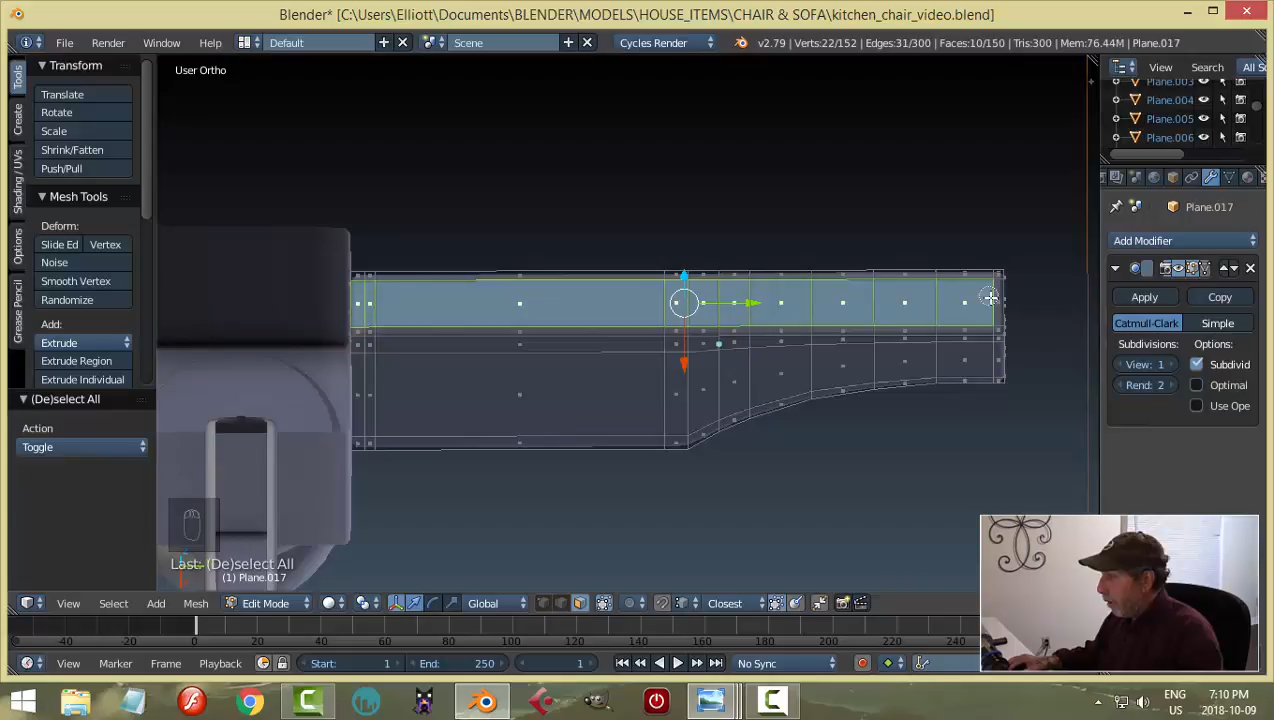 Blender* [C:\Users\Elliott\Documents\BLENDER\MODELS\HOUSE_ITEMS\CHAIR & SOFA\kitchen_chair_video.blend]
File Render Window Help Default Scene Cycles Render v2.79 | Verts:22/152 | Edges:31/300 | Faces:10/150 | Tris:300 | Mem:76.44M | Plane.017
User Ortho
View Search All Sc
Plane.003
Plane.004
Plane.005
Plane.006
Tools
Create
Shading / UVs
Options
Grease Pencil
Transform
Translate
Rotate
Scale
Shrink/Fatten
Push/Pull
Mesh Tools
Deform:
Slide Ed Vertex
Noise
Smooth Vertex
Randomize
Add:
Extrude
Extrude Region
Extrude Individual
(De)select All
Action
Toggle
Plane.017
Add Modifier
Apply Copy
Catmull-Clark Simple
Subdivisions: Options:
View: 1 Subdivid
Rend: 2 Optimal
Use Ope
Last: (De)select All
(1) Plane.017
View Select Add Mesh Edit Mode Global Closest
-40 -20 0 20 40 60 80 100 120 140 160 180 200 220 240
View Marker Frame Playback Start: 1 End: 250 1 No Sync
ENG 7:10 PM
US 2018-10-09